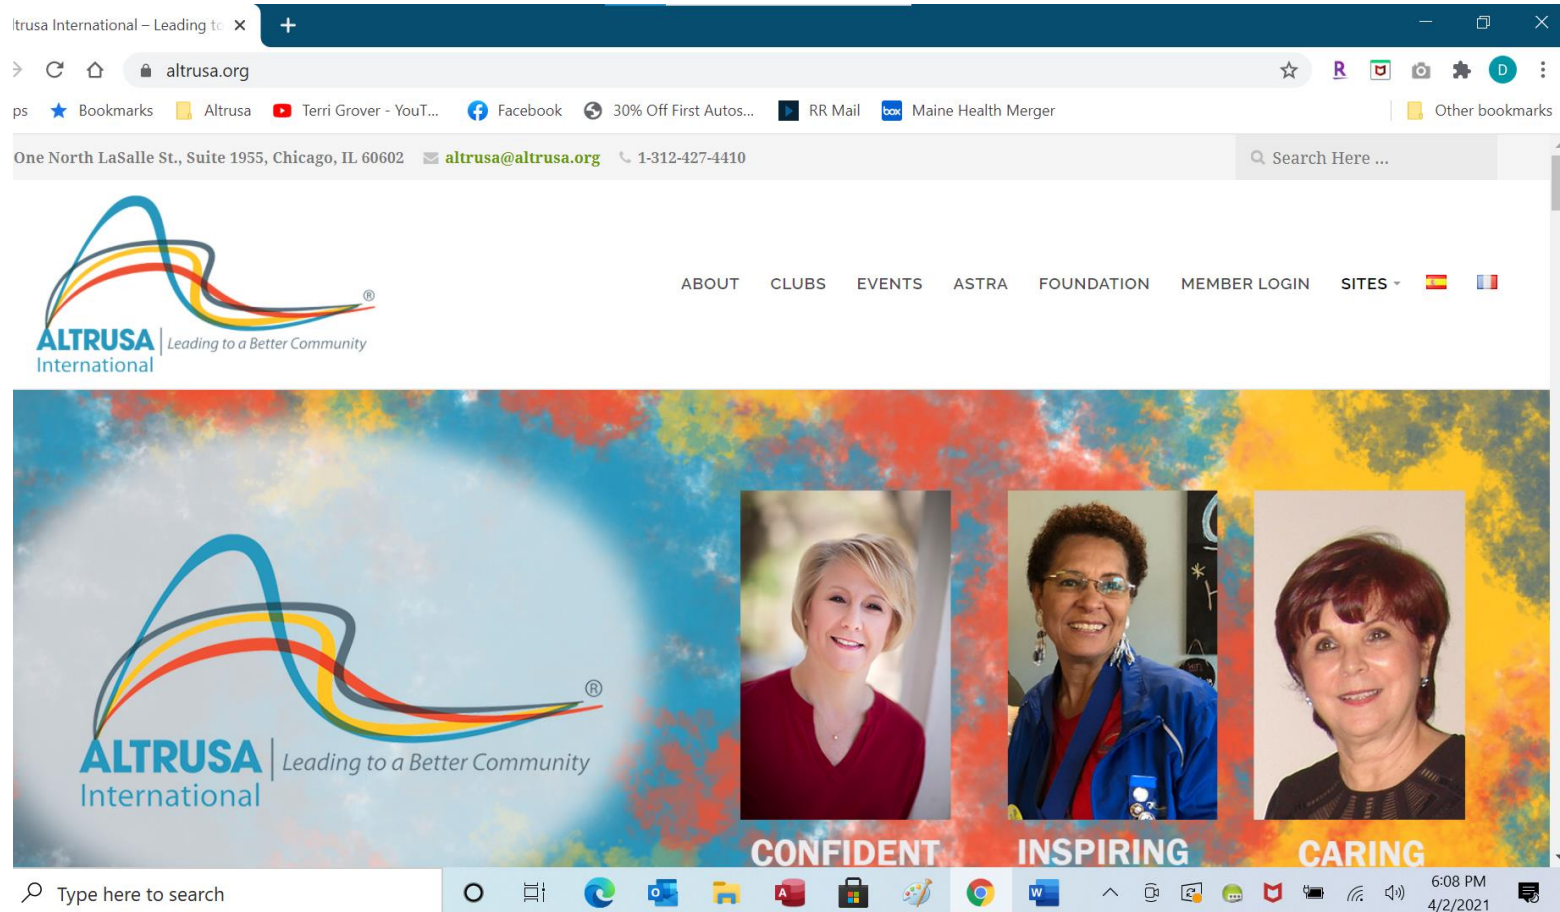 ltrusa International – Leading to
altrusa.org
ps Bookmarks Altrusa Terri Grover - YouT... Facebook 30% Off First Autos... RR Mail box Maine Health Merger Other bookmarks
One North LaSalle St., Suite 1955, Chicago, IL 60602 altrusa@altrusa.org 1-312-427-4410 Search Here ...
ABOUT CLUBS EVENTS ASTRA FOUNDATION MEMBER LOGIN SITES
®
ALTRUSA Leading to a Better Community
International
®
ALTRUSA Leading to a Better Community
International
CONFIDENT INSPIRING CARING
Type here to search
6:08 PM
4/2/2021